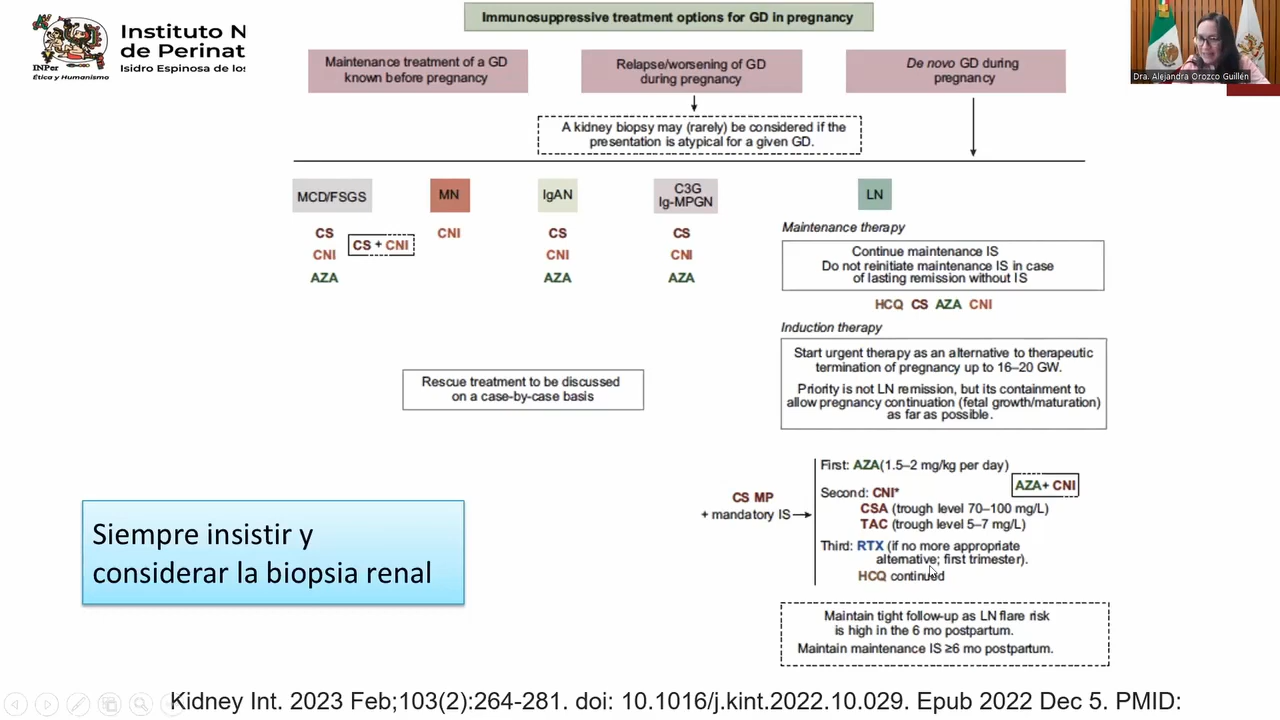 Instituto N
de Perinat
Isidro Espinosa de los
INPer
Ética y Humanismo
Dra. Alejandra Orozco Guillén
Immunosuppressive treatment options for GD in pregnancy
Maintenance treatment of a GD
known before pregnancy
Relapse/worsening of GD
during pregnancy
De novo GD during
pregnancy
A kidney biopsy may (rarely) be considered if the
presentation is atypical for a given GD.
MCD/FSGS
CS
CNI
AZA
CS + CNI
MN
CNI
IgAN
CS
CNI
AZA
C3G
Ig-MPGN
CS
CNI
AZA
LN
Maintenance therapy
Continue maintenance IS
Do not reinitiate maintenance IS in case
of lasting remission without IS
HCQ CS AZA CNI
Induction therapy
Start urgent therapy as an alternative to therapeutic
termination of pregnancy up to 16–20 GW.
Priority is not LN remission, but its containment to
allow pregnancy continuation (fetal growth/maturation)
as far as possible.
Rescue treatment to be discussed
on a case-by-case basis
CS MP
+ mandatory IS
First: AZA(1.5–2 mg/kg per day)
AZA+ CNI
Second: CNI*
CSA (trough level 70–100 mg/L)
TAC (trough level 5–7 mg/L)
Third: RTX (if no more appropriate
alternative; first trimester).
HCQ continued
Siempre insistir y
considerar la biopsia renal
Maintain tight follow-up as LN flare risk
is high in the 6 mo postpartum.
Maintain maintenance IS ≥6 mo postpartum.
Kidney Int. 2023 Feb;103(2):264-281. doi: 10.1016/j.kint.2022.10.029. Epub 2022 Dec 5. PMID: